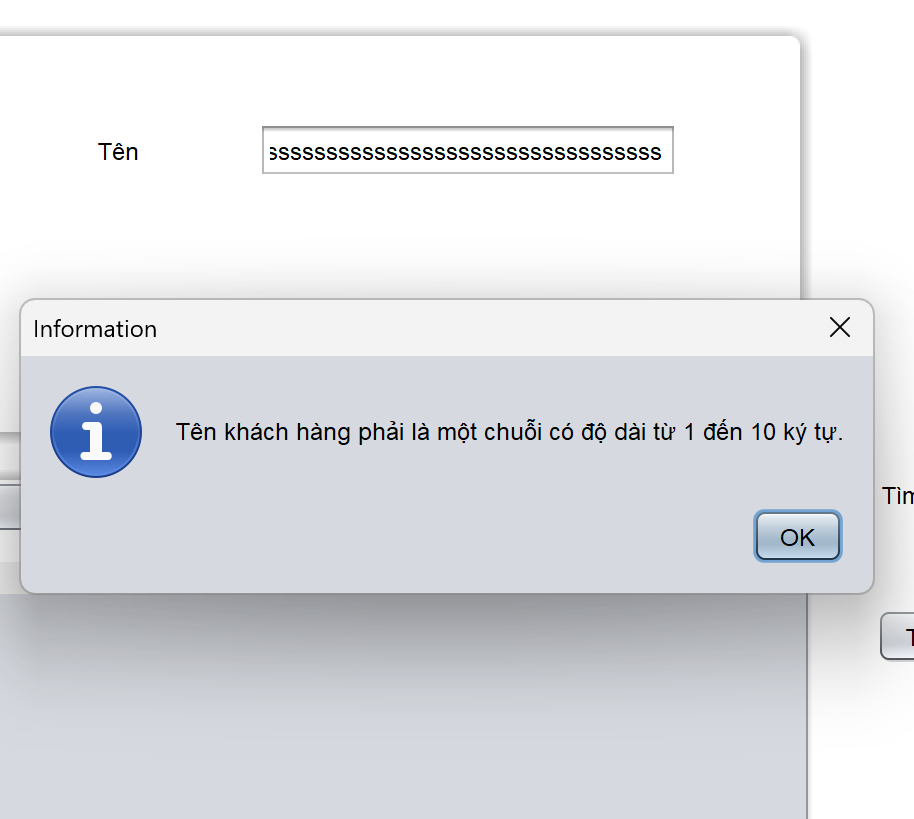 Tên
Information
Tên khách hàng phải là một chuỗi có độ dài từ 1 đến 10 ký tự.
OK